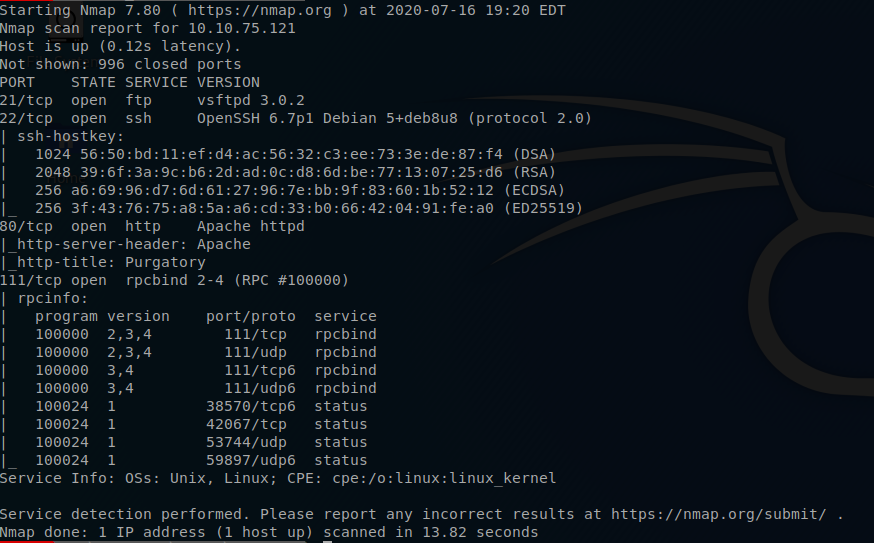 Starting Nmap 7.80 ( https://nmap.org ) at 2020-07-16 19:20 EDT
Nmap scan report for 10.10.75.121
Host is up (0.12s latency).
Not shown: 996 closed ports
PORT    STATE SERVICE VERSION
21/tcp  open  ftp     vsftpd 3.0.2
22/tcp  open  ssh     OpenSSH 6.7p1 Debian 5+deb8u8 (protocol 2.0)
| ssh-hostkey:
|   1024 56:50:bd:11:ef:d4:ac:56:32:c3:ee:73:3e:de:87:f4 (DSA)
|   2048 39:6f:3a:9c:b6:2d:ad:0c:d8:6d:be:77:13:07:25:d6 (RSA)
|   256 a6:69:96:d7:6d:61:27:96:7e:bb:9f:83:60:1b:52:12 (ECDSA)
|_  256 3f:43:76:75:a8:5a:a6:cd:33:b0:66:42:04:91:fe:a0 (ED25519)
80/tcp  open  http    Apache httpd
|_http-server-header: Apache
|_http-title: Purgatory
111/tcp open  rpcbind 2-4 (RPC #100000)
| rpcinfo:
|   program version    port/proto  service
|   100000  2,3,4        111/tcp   rpcbind
|   100000  2,3,4        111/udp   rpcbind
|   100000  3,4          111/tcp6  rpcbind
|   100000  3,4          111/udp6  rpcbind
|   100024  1          38570/tcp6  status
|   100024  1          42067/tcp   status
|   100024  1          53744/udp   status
|_  100024  1          59897/udp6  status
Service Info: OSs: Unix, Linux; CPE: cpe:/o:linux:linux_kernel

Service detection performed. Please report any incorrect results at https://nmap.org/submit/ .
Nmap done: 1 IP address (1 host up) scanned in 13.82 seconds